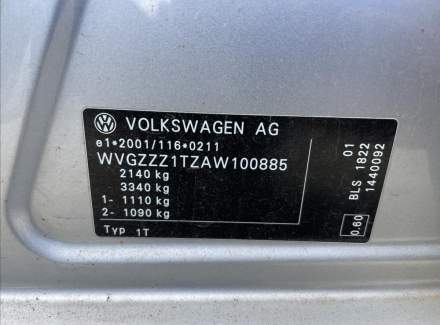 VOLKSWAGEN AG
e1*2001/116*0211
WVGZZZ1TZAW100885
2140 kg
3340 kg
1- 1110 kg
2- 1090 kg
Typ 1T
0.60
BLS 1822
01
1440092